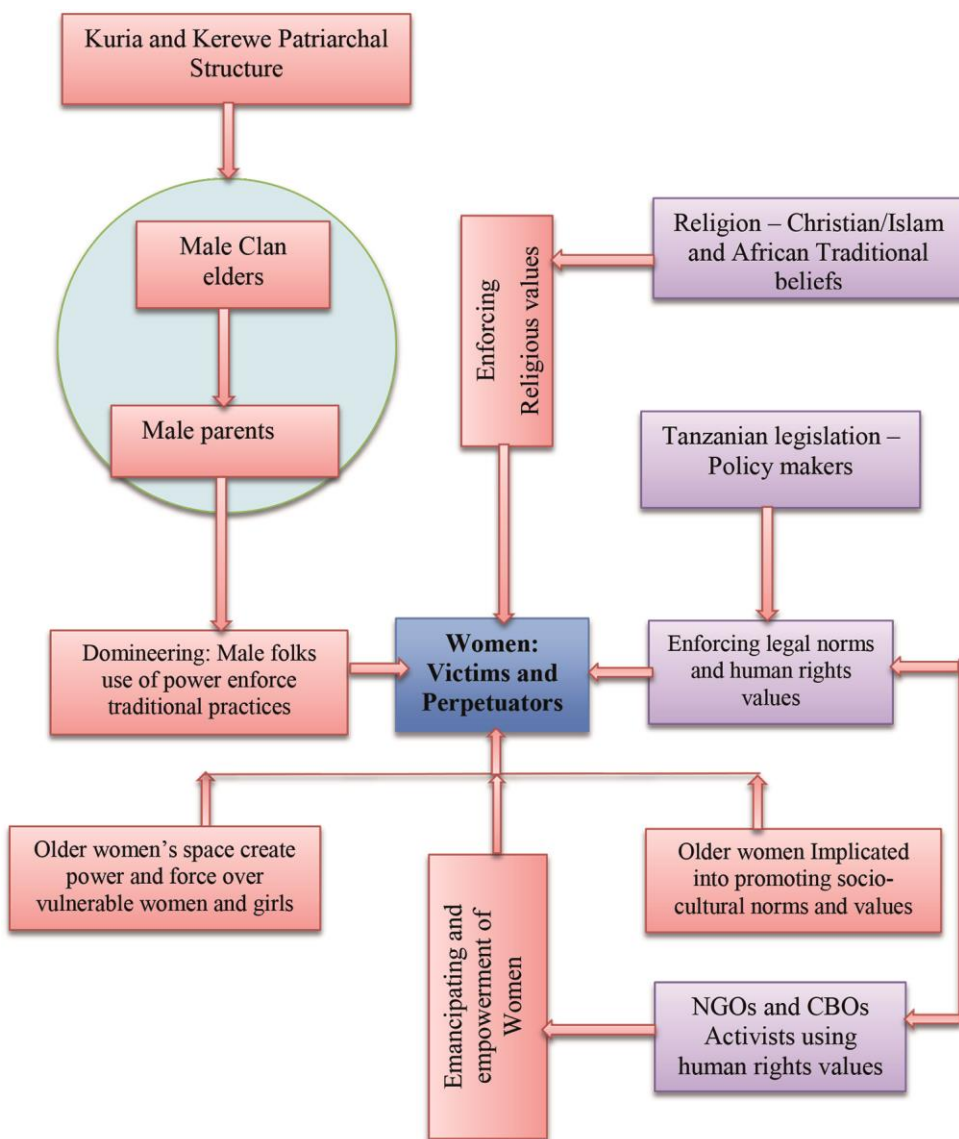 Kuria and Kerewe Patriarchal
Structure
Male Clan
elders
Male parents
Enforcing
Religious values
Religion – Christian/Islam
and African Traditional
beliefs
Tanzanian legislation –
Policy makers
Domineering: Male folks
use of power enforce
traditional practices
Women:
Victims and
Perpetuators
Enforcing legal norms
and human rights
values
Older women’s space create
power and force over
vulnerable women and girls
Emancipating and
empowerment of
Women
Older women Implicated
into promoting socio-
cultural norms and values
NGOs and CBOs
Activists using
human rights values